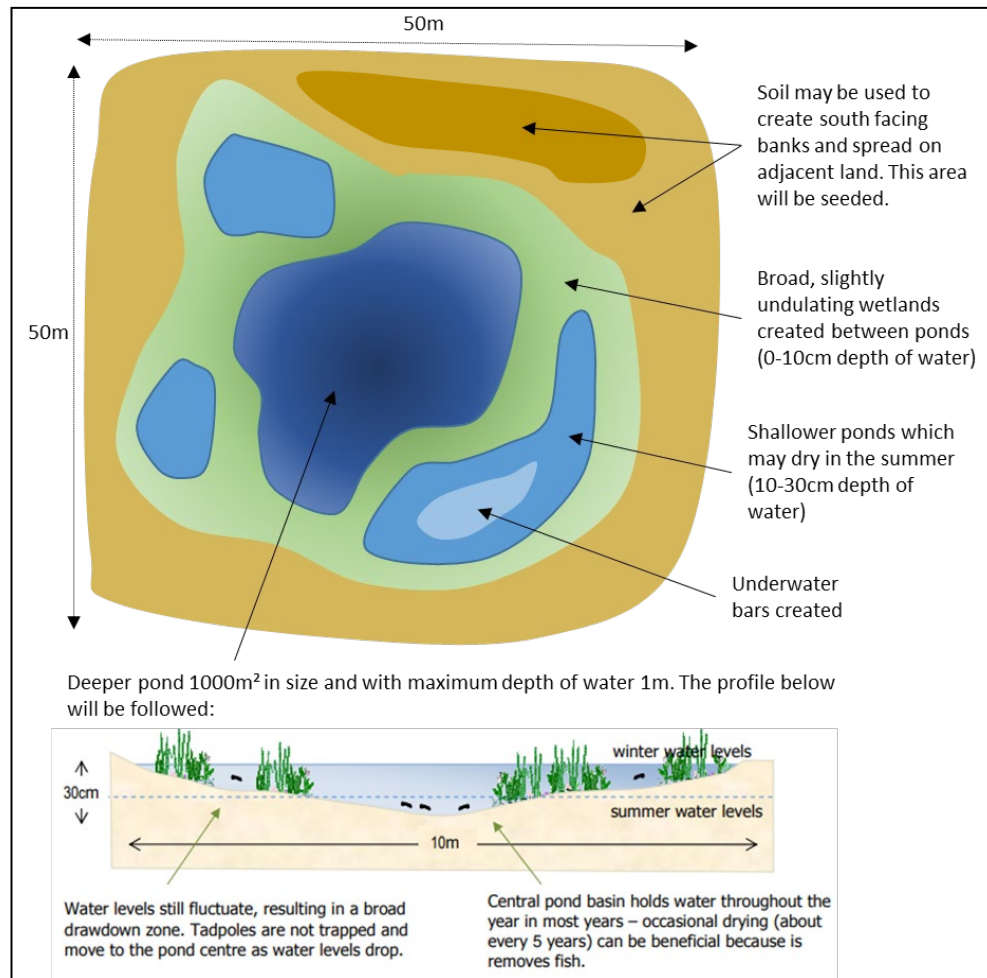 50m
50m
Soil may be used to
create south facing
banks and spread on
adjacent land. This area
will be seeded.
Broad, slightly
undulating wetlands
created between ponds
(0-10cm depth of water)
Shallower ponds which
may dry in the summer
(10-30cm depth of
water)
Underwater
bars created
Deeper pond 1000m² in size and with maximum depth of water 1m. The profile below
will be followed:
winter water levels
30cm
summer water levels
10m
Water levels still fluctuate, resulting in a broad
drawdown zone. Tadpoles are not trapped and
move to the pond centre as water levels drop.
Central pond basin holds water throughout the
year in most years – occasional drying (about
every 5 years) can be beneficial because is
removes fish.